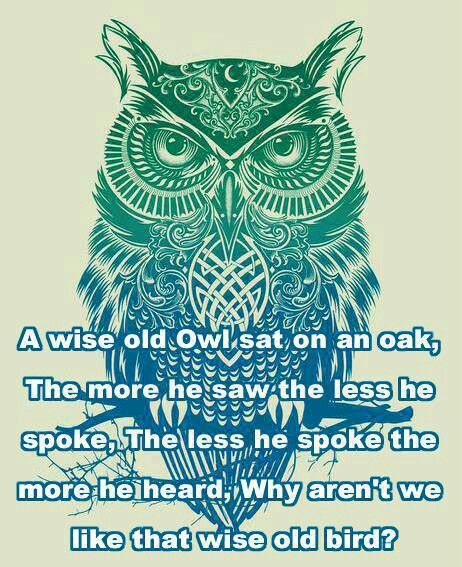 A wise old Owl sat on an oak,
The more he saw the less he
spoke, The less he spoke the
more he heard, Why aren't we
like that wise old bird?